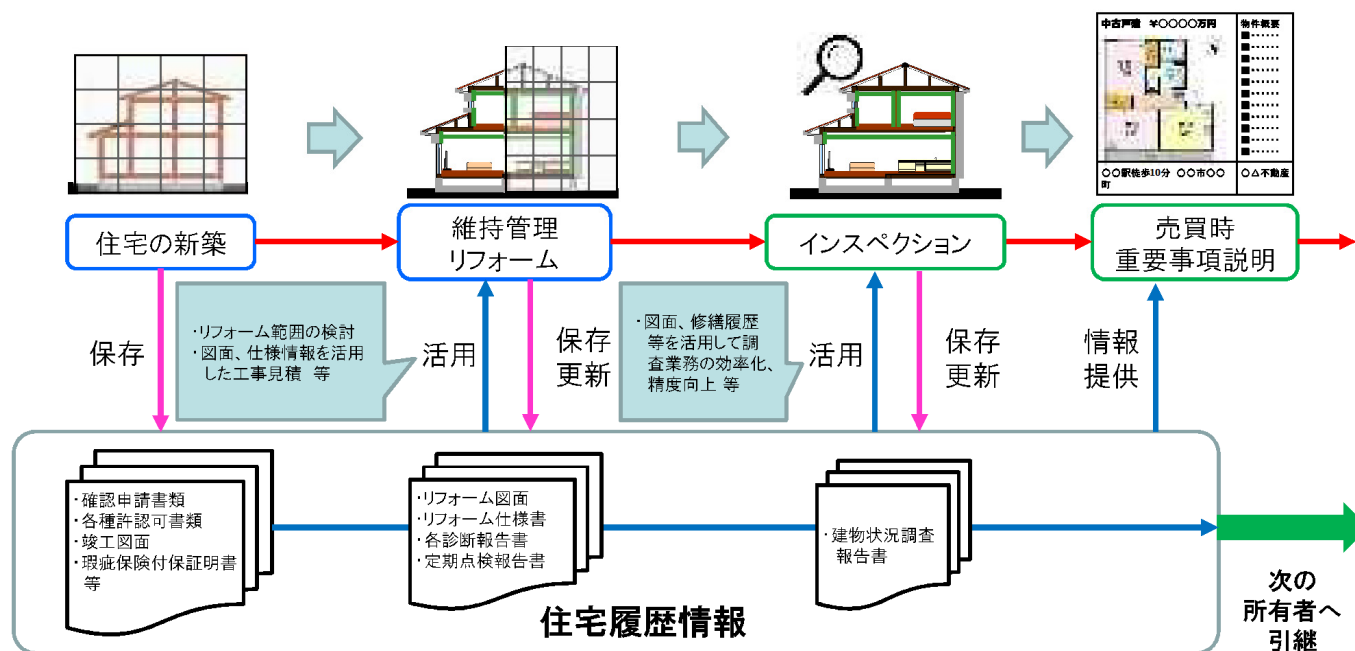 中古戸建 ¥〇〇〇〇万円
物件概要
〇〇駅徒歩10分 〇〇市〇〇
町
〇△不動産
住宅の新築
維持管理
リフォーム
インスペクション
売買時
重要事項説明
保存
・リフォーム範囲の検討
・図面、仕様情報を活用
した工事見積 等
活用
保存
更新
・図面、修繕履歴
等を活用して調
査業務の効率化、
精度向上 等
活用
保存
更新
情報
提供
・確認申請書類
・各種許認可書類
・竣工図面
・瑕疵保険付保証明書
等
・リフォーム図面
・リフォーム仕様書
・各診断報告書
・定期点検報告書
・建物状況調査
報告書
住宅履歴情報
次の
所有者へ
引継